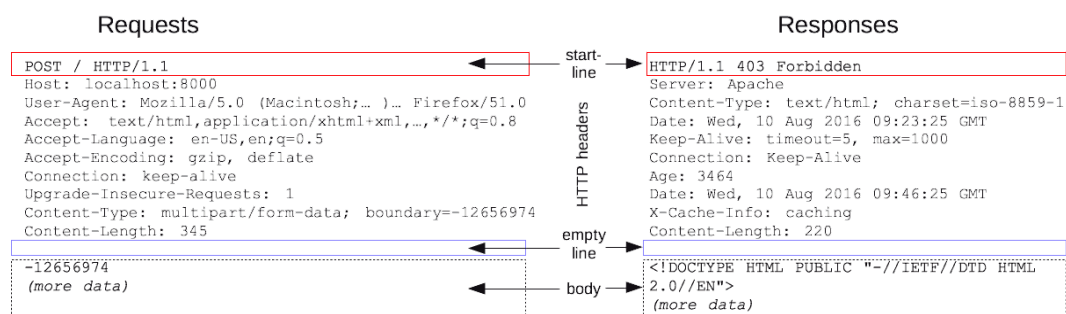 Requests
POST / HTTP/1.1
Host: localhost:8000
User-Agent: Mozilla/5.0 (Macintosh;… )… Firefox/51.0
Accept: text/html,application/xhtml+xml,…,*/*;q=0.8
Accept-Language: en-US,en;q=0.5
Accept-Encoding: gzip, deflate
Connection: keep-alive
Upgrade-Insecure-Requests: 1
Content-Type: multipart/form-data; boundary=-12656974
Content-Length: 345
-12656974
(more data)
start-
line
HTTP headers
empty
line
body
Responses
HTTP/1.1 403 Forbidden
Server: Apache
Content-Type: text/html; charset=iso-8859-1
Date: Wed, 10 Aug 2016 09:23:25 GMT
Keep-Alive: timeout=5, max=1000
Connection: Keep-Alive
Age: 3464
Date: Wed, 10 Aug 2016 09:46:25 GMT
X-Cache-Info: caching
Content-Length: 220
<!DOCTYPE HTML PUBLIC "-//IETF//DTD HTML
2.0//EN">
(more data)